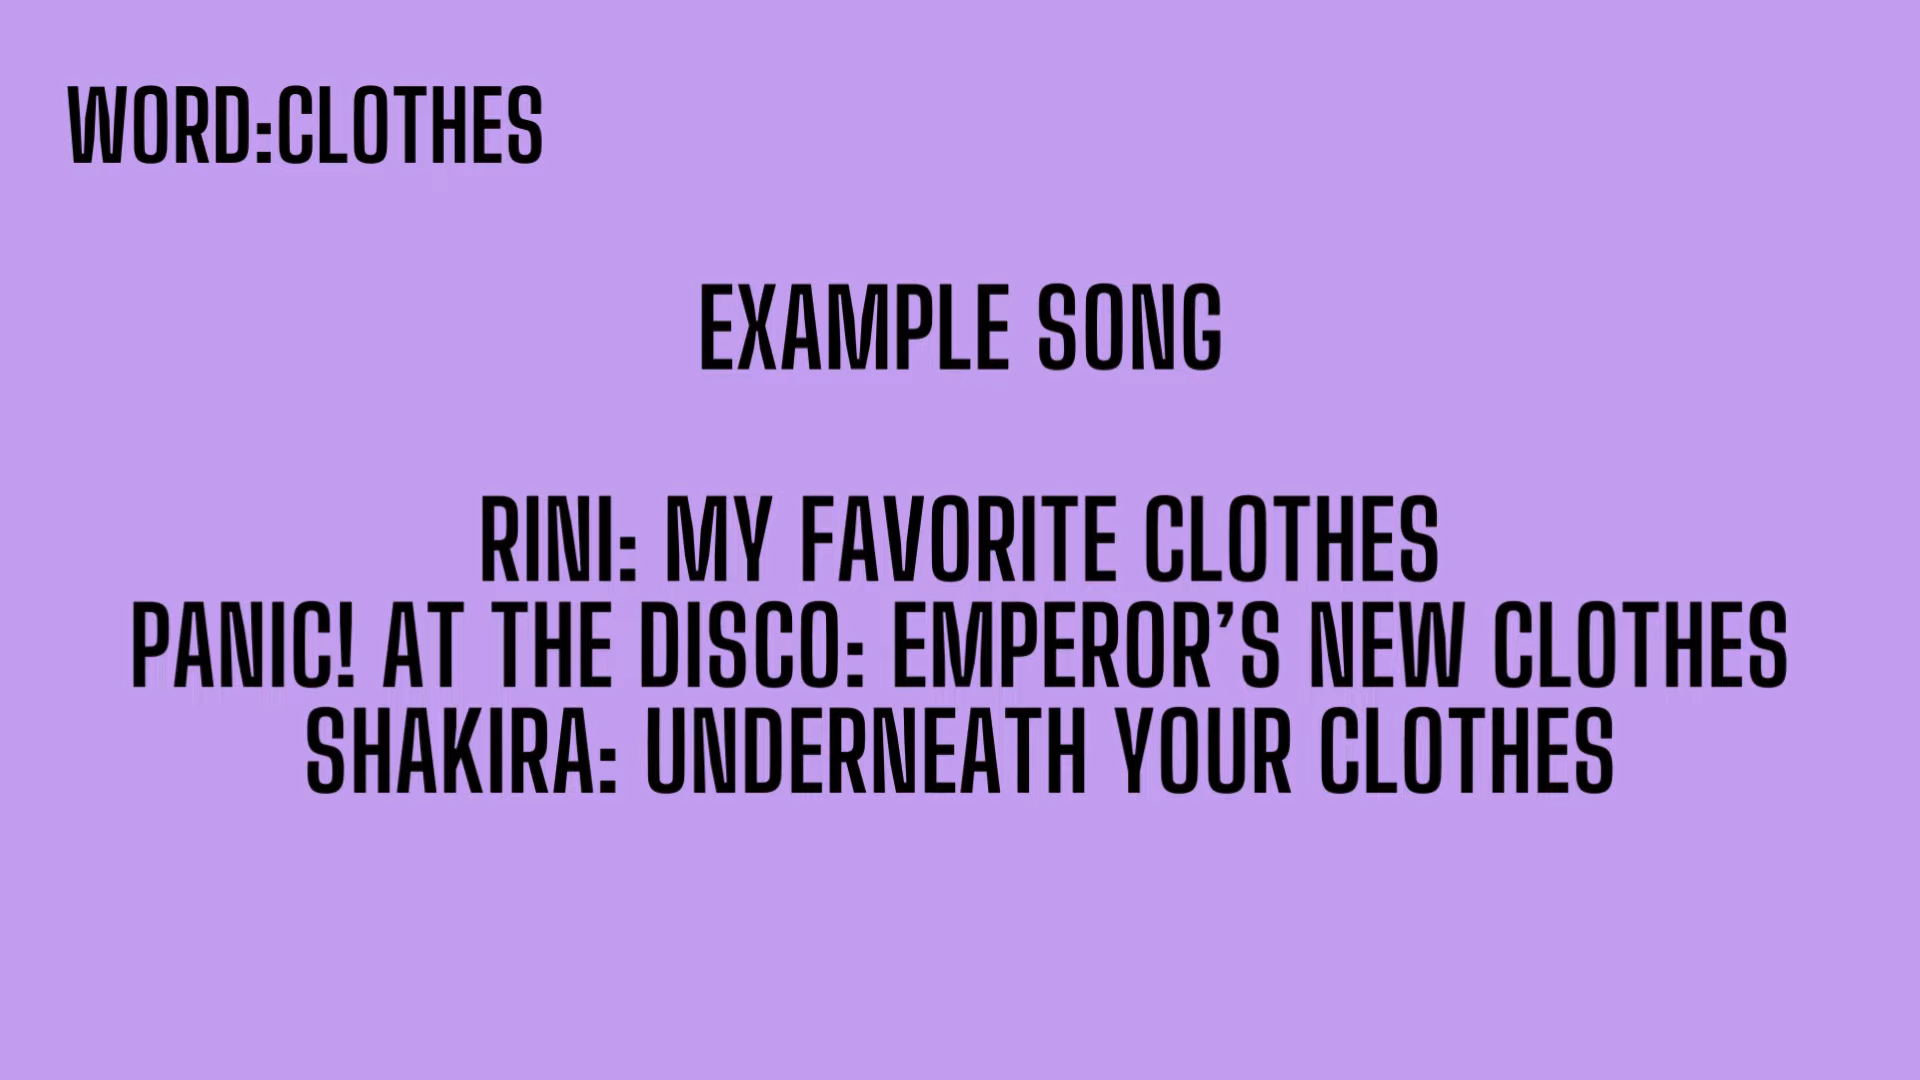 WORD:CLOTHES
EXAMPLE SONG
RINI: MY FAVORITE CLOTHES
PANIC! AT THE DISCO: EMPEROR’S NEW CLOTHES
SHAKIRA: UNDERNEATH YOUR CLOTHES